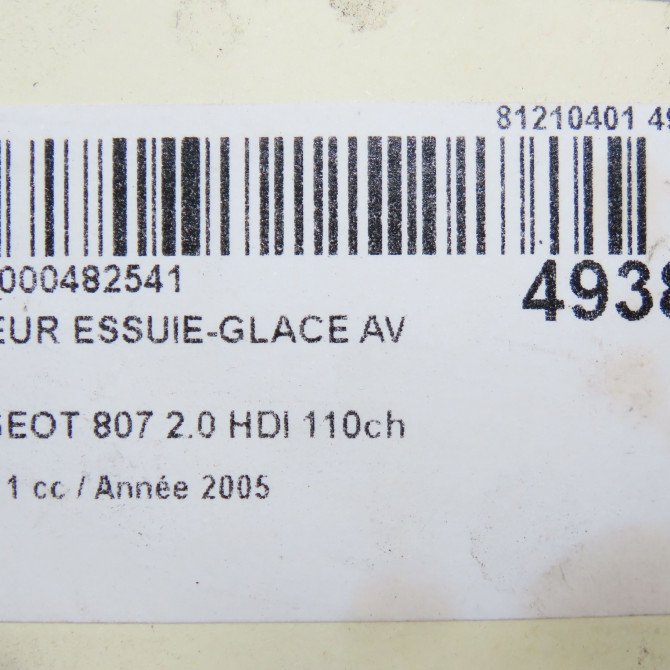 81210401 49
000482541
4938
EUR ESSUIE-GLACE AV
GEOT 807 2.0 HDI 110ch
1 cc / Année 2005